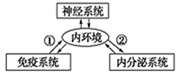 神经系统
① 内环境 ②
免疫系统 内分泌系统